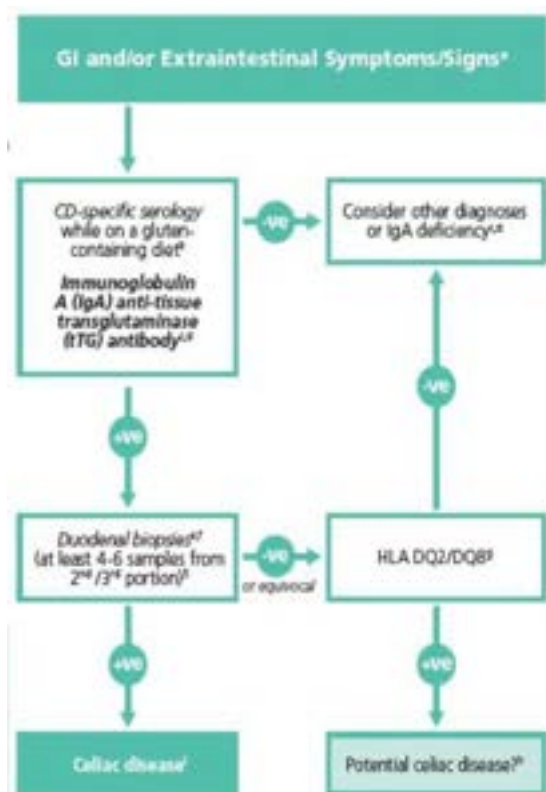 GI and/or Extraintestinal Symptoms/Signs
CD-specific serology
while on a gluten-
containing diet
Immunoglobulin
A (IgA) anti-tissue
transglutaminase
(tTG) antibody
-ve
Consider other diagnoses
or IgA deficiency
+ve
-ve
Duodenal biopsies
(at least 4-6 samples from
2nd/3rd portion)
-ve
or equivocal
HLA DQ2/DQ8
+ve
+ve
Celiac disease
Potential celiac disease?